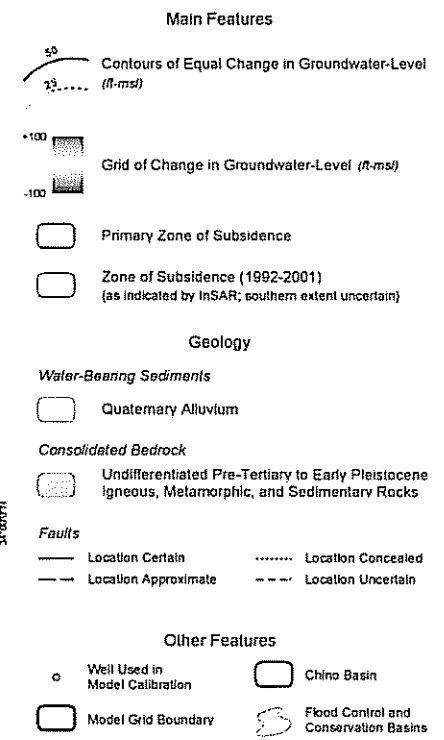 Main Features
50
Contours of Equal Change in Groundwater-Level
25
(ft-msl)
+100
Grid of Change in Groundwater-Level (ft-msl)
-100
Primary Zone of Subsidence
Zone of Subsidence (1992-2001)
(as indicated by InSAR; southern extent uncertain)
Geology
Water-Bearing Sediments
Quaternary Alluvium
Consolidated Bedrock
Undifferentiated Pre-Tertiary to Early Pleistocene
Igneous, Metamorphic, and Sedimentary Rocks
Faults
Location Certain
Location Concealed
Location Approximate
Location Uncertain
Other Features
Well Used in
Model Calibration
Chino Basin
Model Grid Boundary
Flood Control and
Conservation Basins